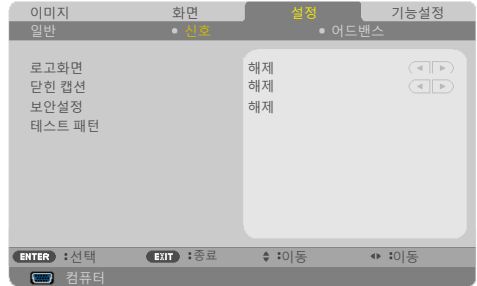 이미지 화면 설정 기능설정
일반 ● 신호 ● 어드밴스
로고화면 해제
닫힌 캡션 해제
보안설정 해제
테스트 패턴
ENTER :선택 EXIT :종료 :이동 :이동
컴퓨터